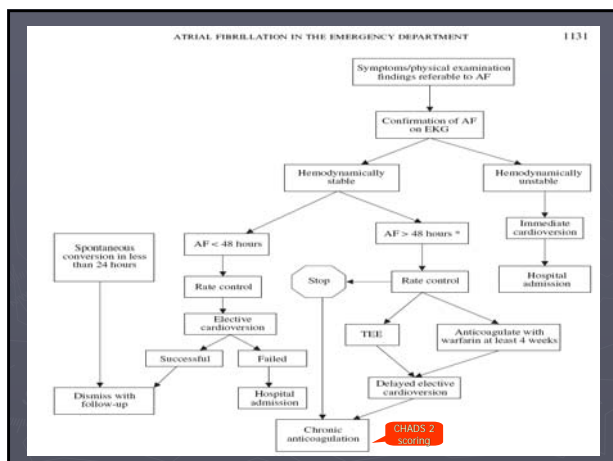 ATRIAL FIBRILLATION IN THE EMERGENCY DEPARTMENT 1131
Symptoms/physical examination
findings referable to AF
Confirmation of AF
on EKG
Hemodynamically
stable
Hemodynamically
unstable
Spontaneous
conversion in less
than 24 hours
AF < 48 hours
AF > 48 hours *
Immediate
cardioversion
Rate control
Stop
Rate control
Hospital
admission
Elective
cardioversion
TEE
Anticoagulate with
warfarin at least 4 weeks
Successful
Failed
Dismiss with
follow-up
Hospital
admission
Delayed elective
cardioversion
Chronic
anticoagulation
CHADS 2
scoring